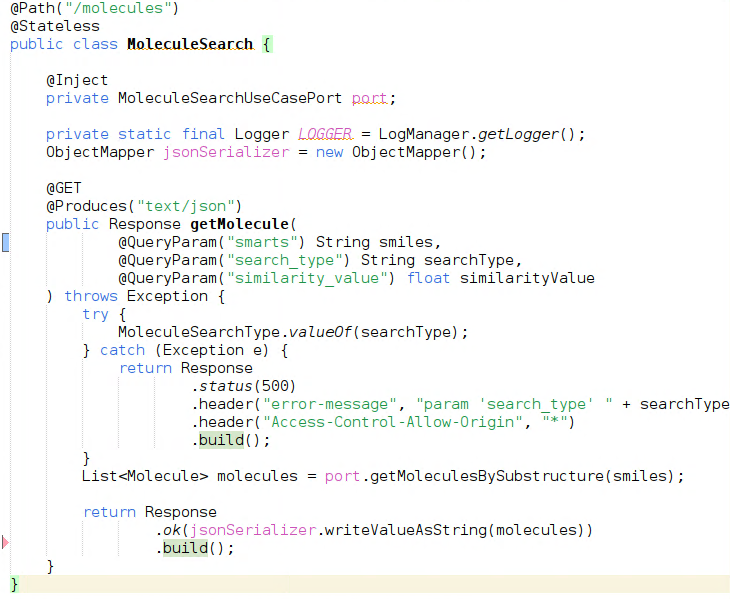 @Path("/molecules")
@Stateless
public class MoleculeSearch {
@Inject
private MoleculeSearchUseCasePort port;
private static final Logger LOGGER = LogManager.getLogger();
ObjectMapper jsonSerializer = new ObjectMapper();
@GET
@Produces("text/json")
public Response getMolecule(
@QueryParam("smarts") String smiles,
@QueryParam("search_type") String searchType,
@QueryParam("similarity_value") float similarityValue
) throws Exception {
try {
MoleculeSearchType.valueOf(searchType);
} catch (Exception e) {
return Response
.status(500)
.header("error-message", "param 'search_type' " + searchType
.header("Access-Control-Allow-Origin", "*")
.build();
}
List<Molecule> molecules = port.getMoleculesBySubstructure(smiles);
return Response
.ok(jsonSerializer.writeValueAsString(molecules))
.build();
}
}